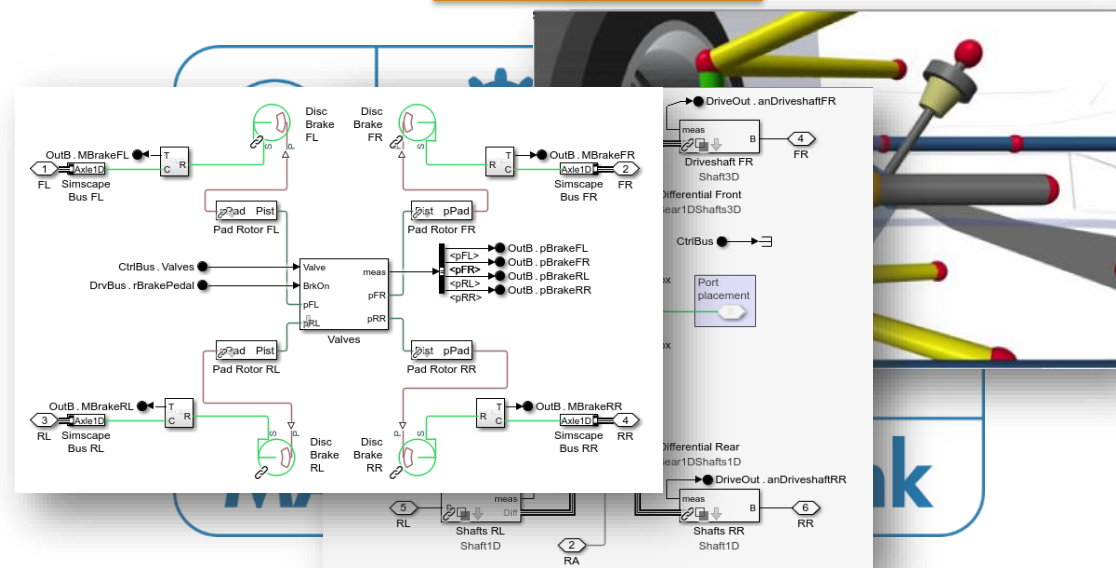 Disc
Brake
FL
Disc
Brake
FR
OutB . MBrakeFL
T
R
C
1
FL
Axle1D
Simscape
Bus FL
S
P
S
T
R
C
OutB . MBrakeFR
Axle1D
2
FR
Simscape
Bus FR
Pist
Pad Rotor FL
pPad
Pad Rotor FR
CtrlBus . Valves
DrvBus . rBrakePedal
Valve
BrkOn
pFL
meas
pFR
pRR
Valves
<pFL>
<pFR>
<pRL>
<pRR>
OutB . pBrakeFL
OutB . pBrakeFR
OutB . pBrakeRL
OutB . pBrakeRR
Pist
Pad Rotor RL
pPad
Pad Rotor RR
OutB . MBrakeRL
T
R
C
3
RL
Axle1D
Simscape
Bus RL
S
P
Disc
Brake
RL
Disc
Brake
RR
P
S
T
R
C
OutB . MBrakeRR
Axle1D
4
RR
Simscape
Bus RR
DriveOut . anDriveshaftFR
meas
B
4
FR
Driveshaft FR
Shaft3D
Differential Front
Gear1DShafts3D
CtrlBus
Port
placement
6
Differential Rear
Gear1DShafts1D
DriveOut . anDriveshaftRR
meas
B
6
RR
Shafts RR
Shaft1D
5
RL
meas
Diff
Shafts RL
Shaft1D
2
RA